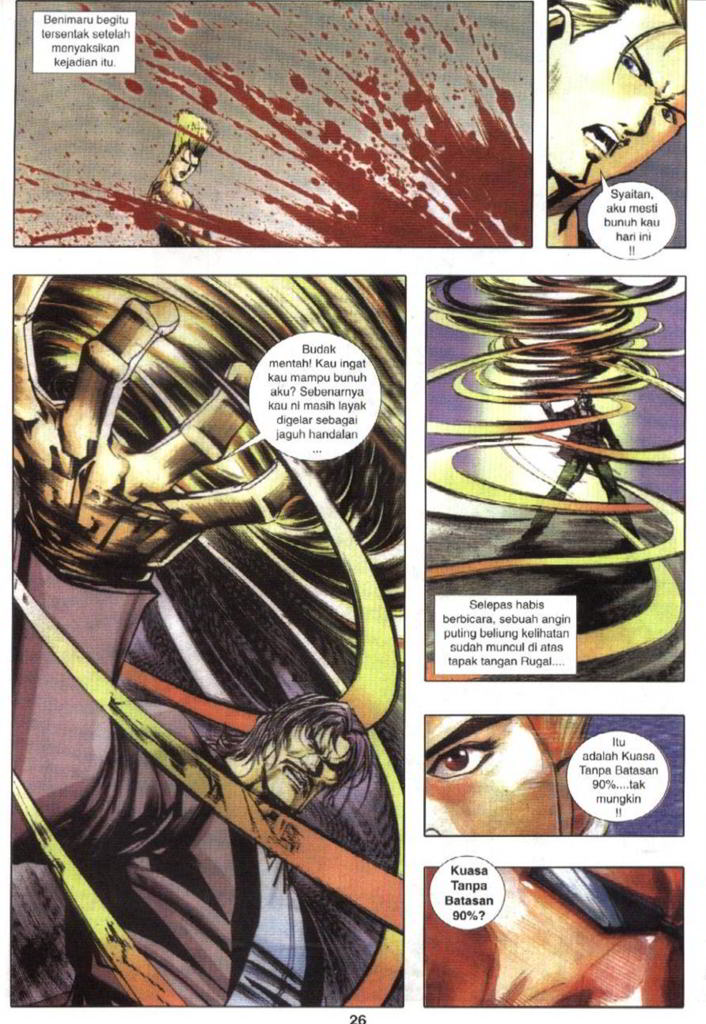 Benimaru begitu
tersentak setelah
menyaksikan
kejadian itu.
Syaitan,
aku mesti
bunuh kau
hari ini
!!
Budak
mentah! Kau ingat
kau mampu bunuh
aku? Sebenarnya
kau ni masih layak
digelar sebagai
jaguh handalan
...
Selepas habis
berbicara, sebuah angin
puting beliung kelihatan
sudah muncul di atas
tapak tangan Rugal....
Itu
adalah Kuasa
Tanpa Batasan
90%....tak
mungkin
!!
Kuasa
Tanpa
Batasan
90%?
26